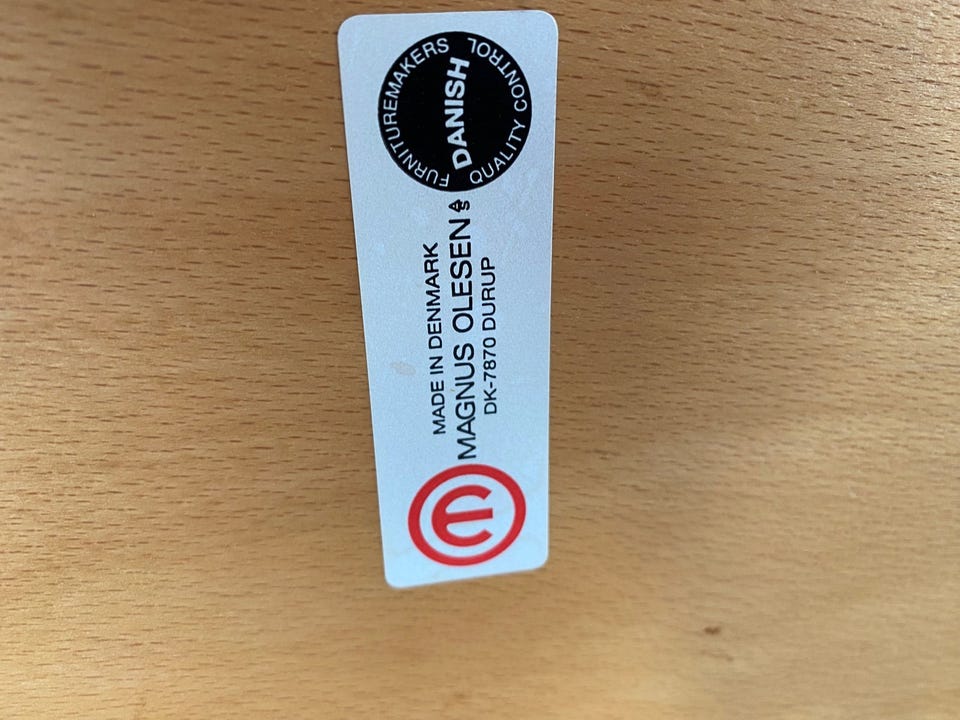 MADE IN DENMARK
MAGNUS OLESEN A/S
DK-7870 DURUP
FURNITUREMAKERS
DANISH
QUALITY CONTROL